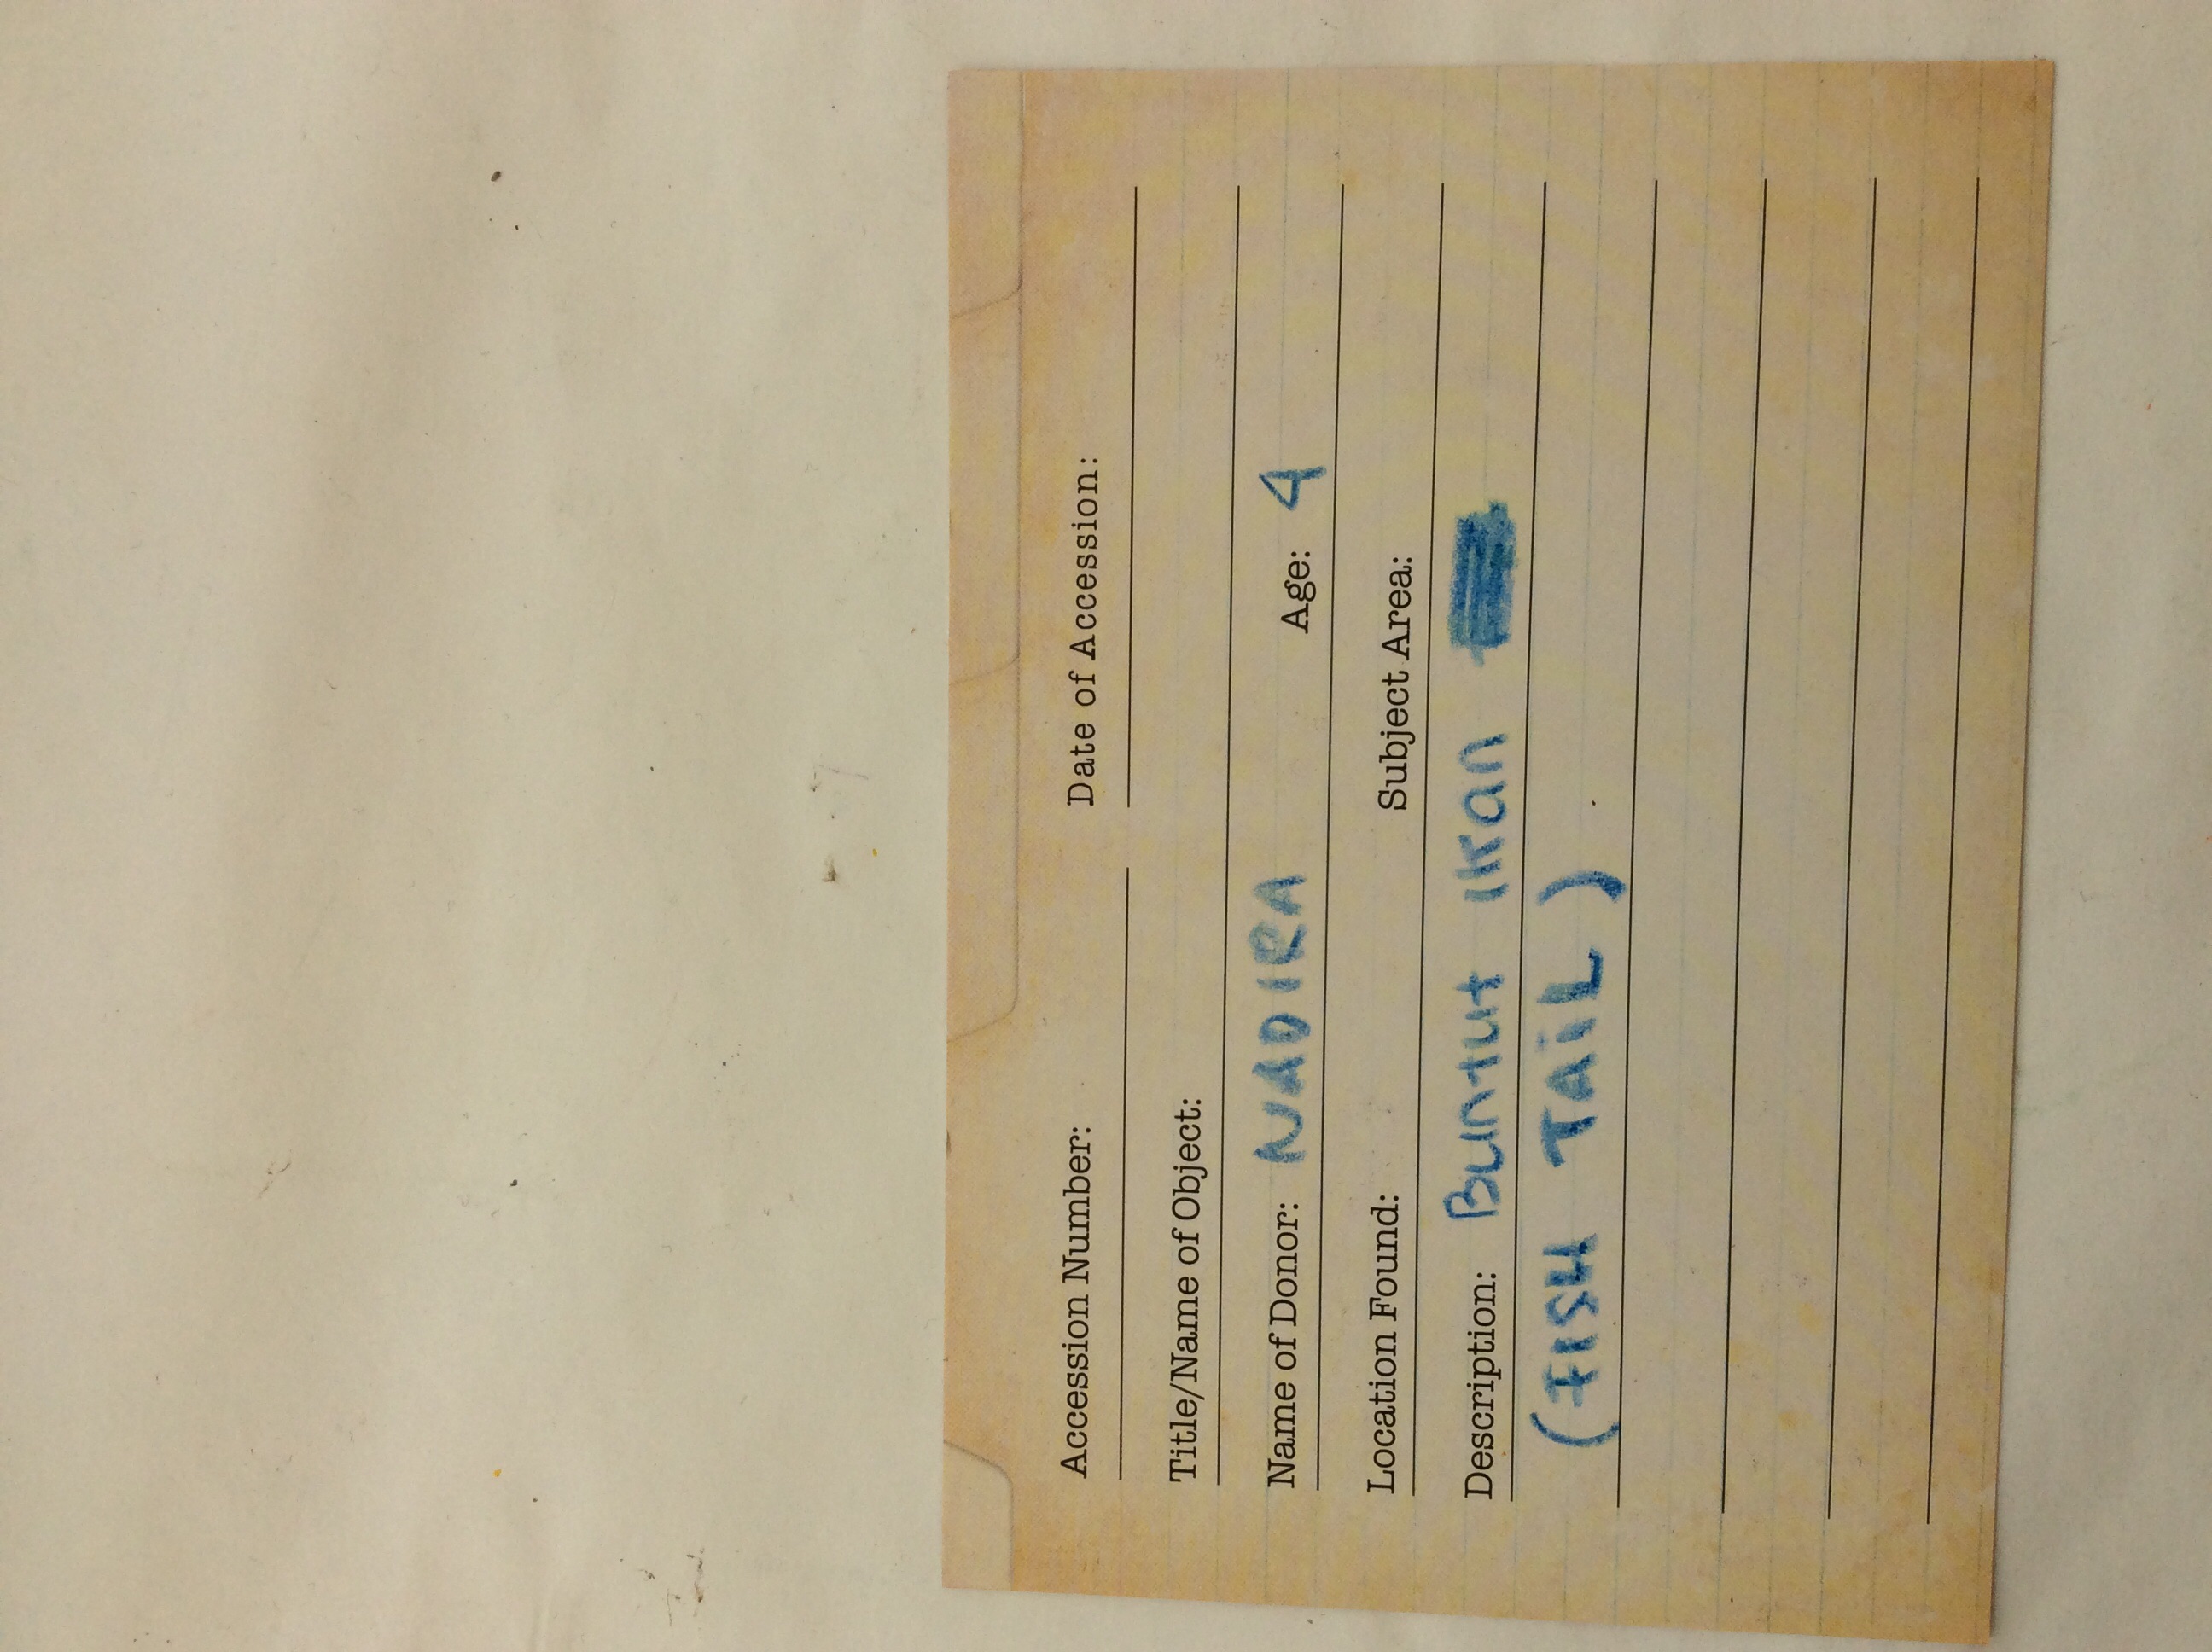 Accession Number: Date of Accession:
Title/Name of Object:
Name of Donor: NADIRA Age: 4
Location Found: Subject Area:
Description: Buntut Ikan
(FISH TAiL)